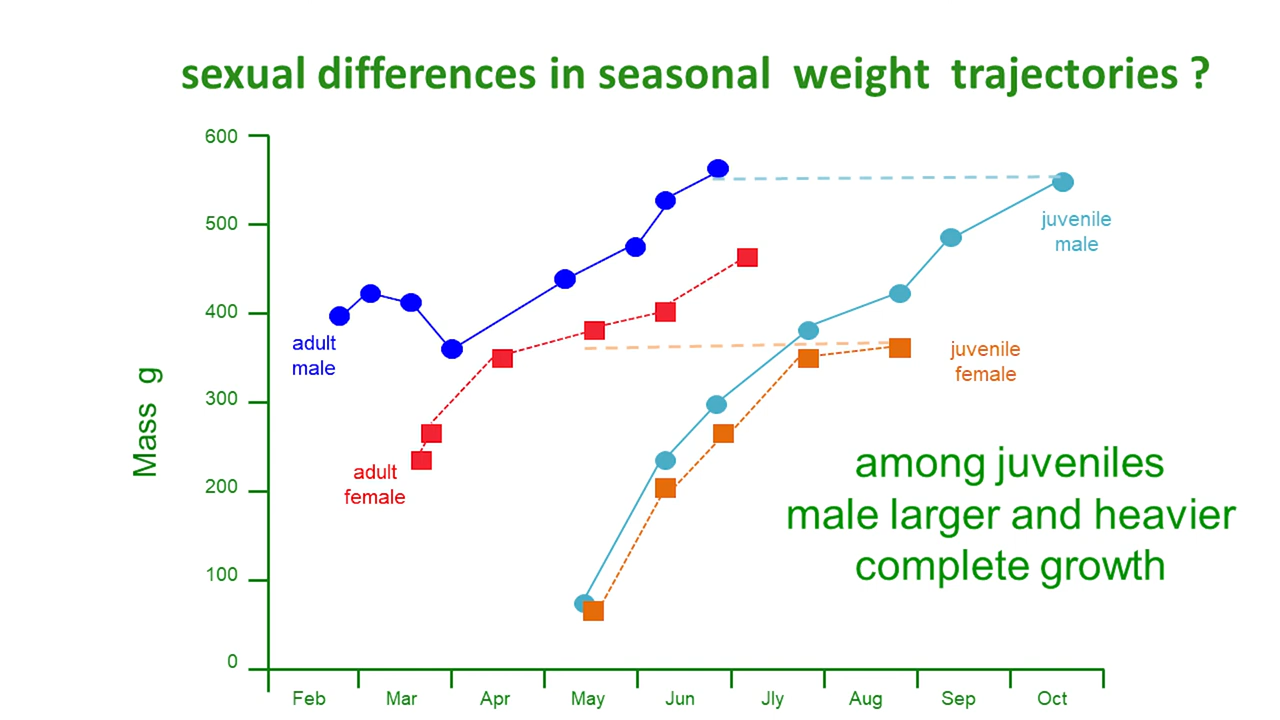 sexual differences in seasonal weight trajectories ?
600
500
400
300
200
100
0
Mass g
adult
male
adult
female
juvenile
male
juvenile
female
among juveniles
male larger and heavier
complete growth
Feb Mar Apr May Jun Jly Aug Sep Oct